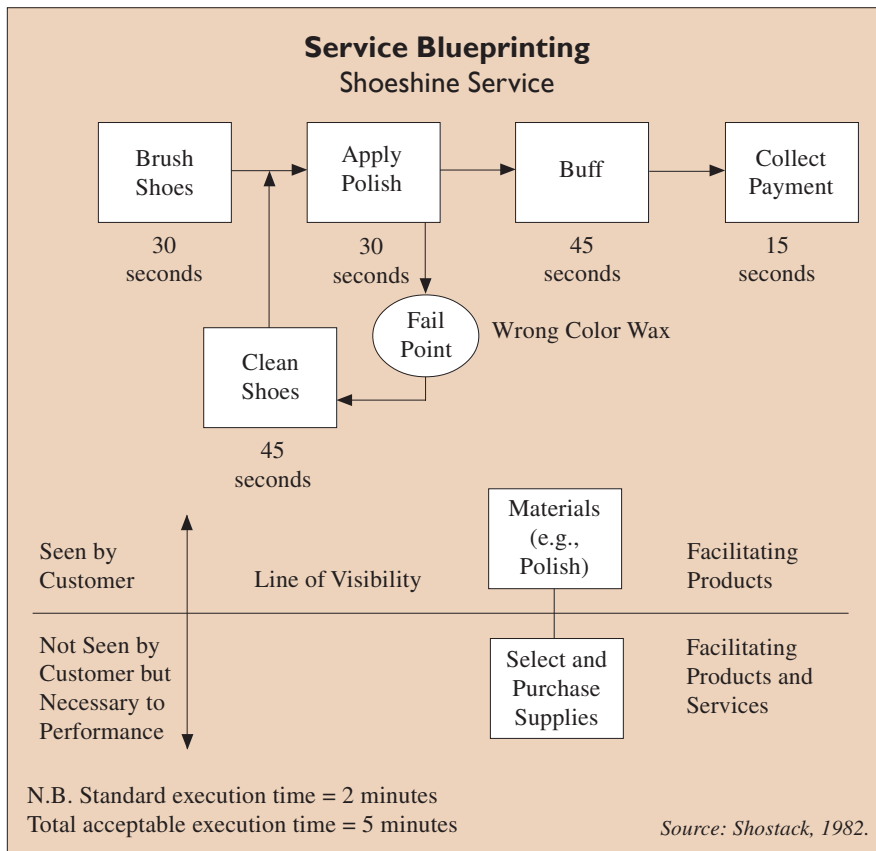 Service Blueprinting
Shoeshine Service
Brush
Shoes
30
seconds
Apply
Polish
30
seconds
Buff
45
seconds
Collect
Payment
15
seconds
Fail
Point
Wrong Color Wax
Clean
Shoes
45
seconds
Seen by
Customer
Line of Visibility
Materials
(e.g.,
Polish)
Facilitating
Products
Not Seen by
Customer but
Necessary to
Performance
Select and
Purchase
Supplies
Facilitating
Products and
Services
N.B. Standard execution time = 2 minutes
Total acceptable execution time = 5 minutes
Source: Shostack, 1982.